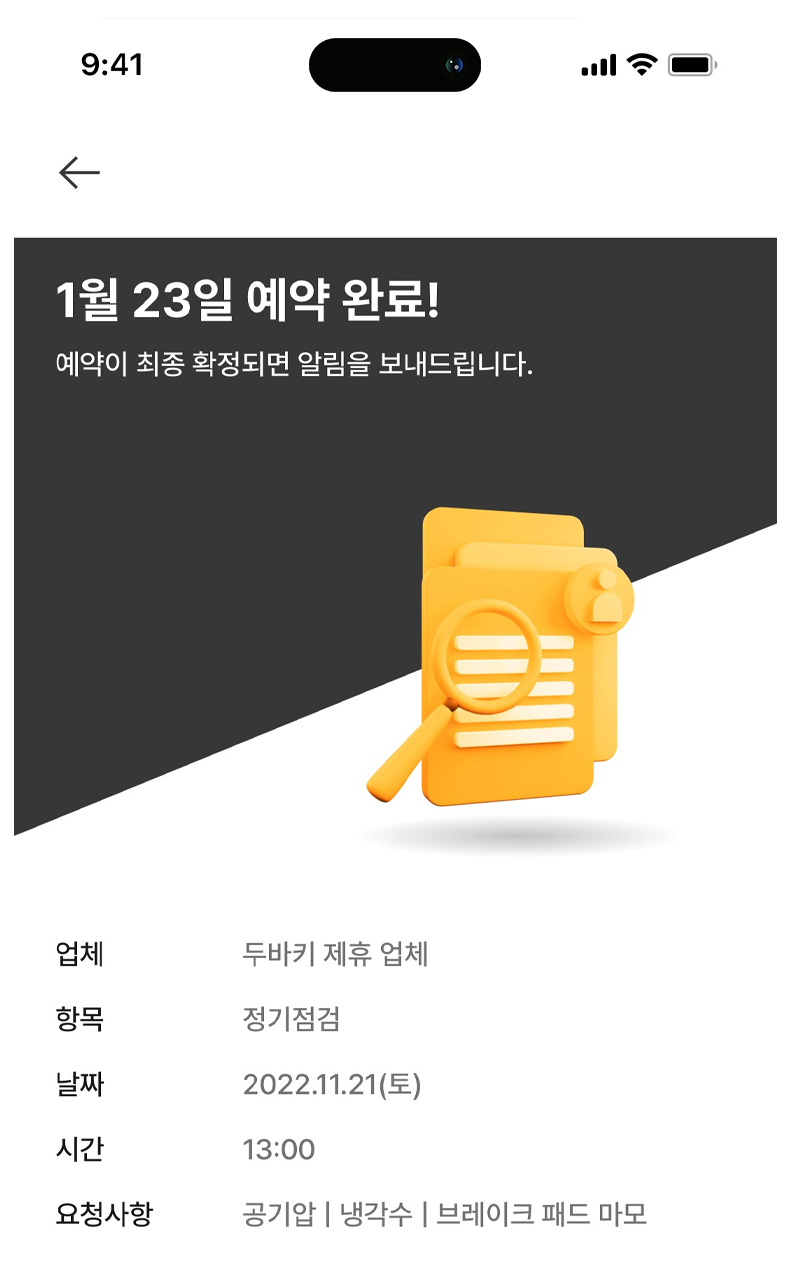 9:41
1월 23일 예약 완료!
예약이 최종 확정되면 알림을 보내드립니다.
업체 두바키 제휴 업체
항목 정기점검
날짜 2022.11.21(토)
시간 13:00
요청사항 공기압 | 냉각수 | 브레이크 패드 마모